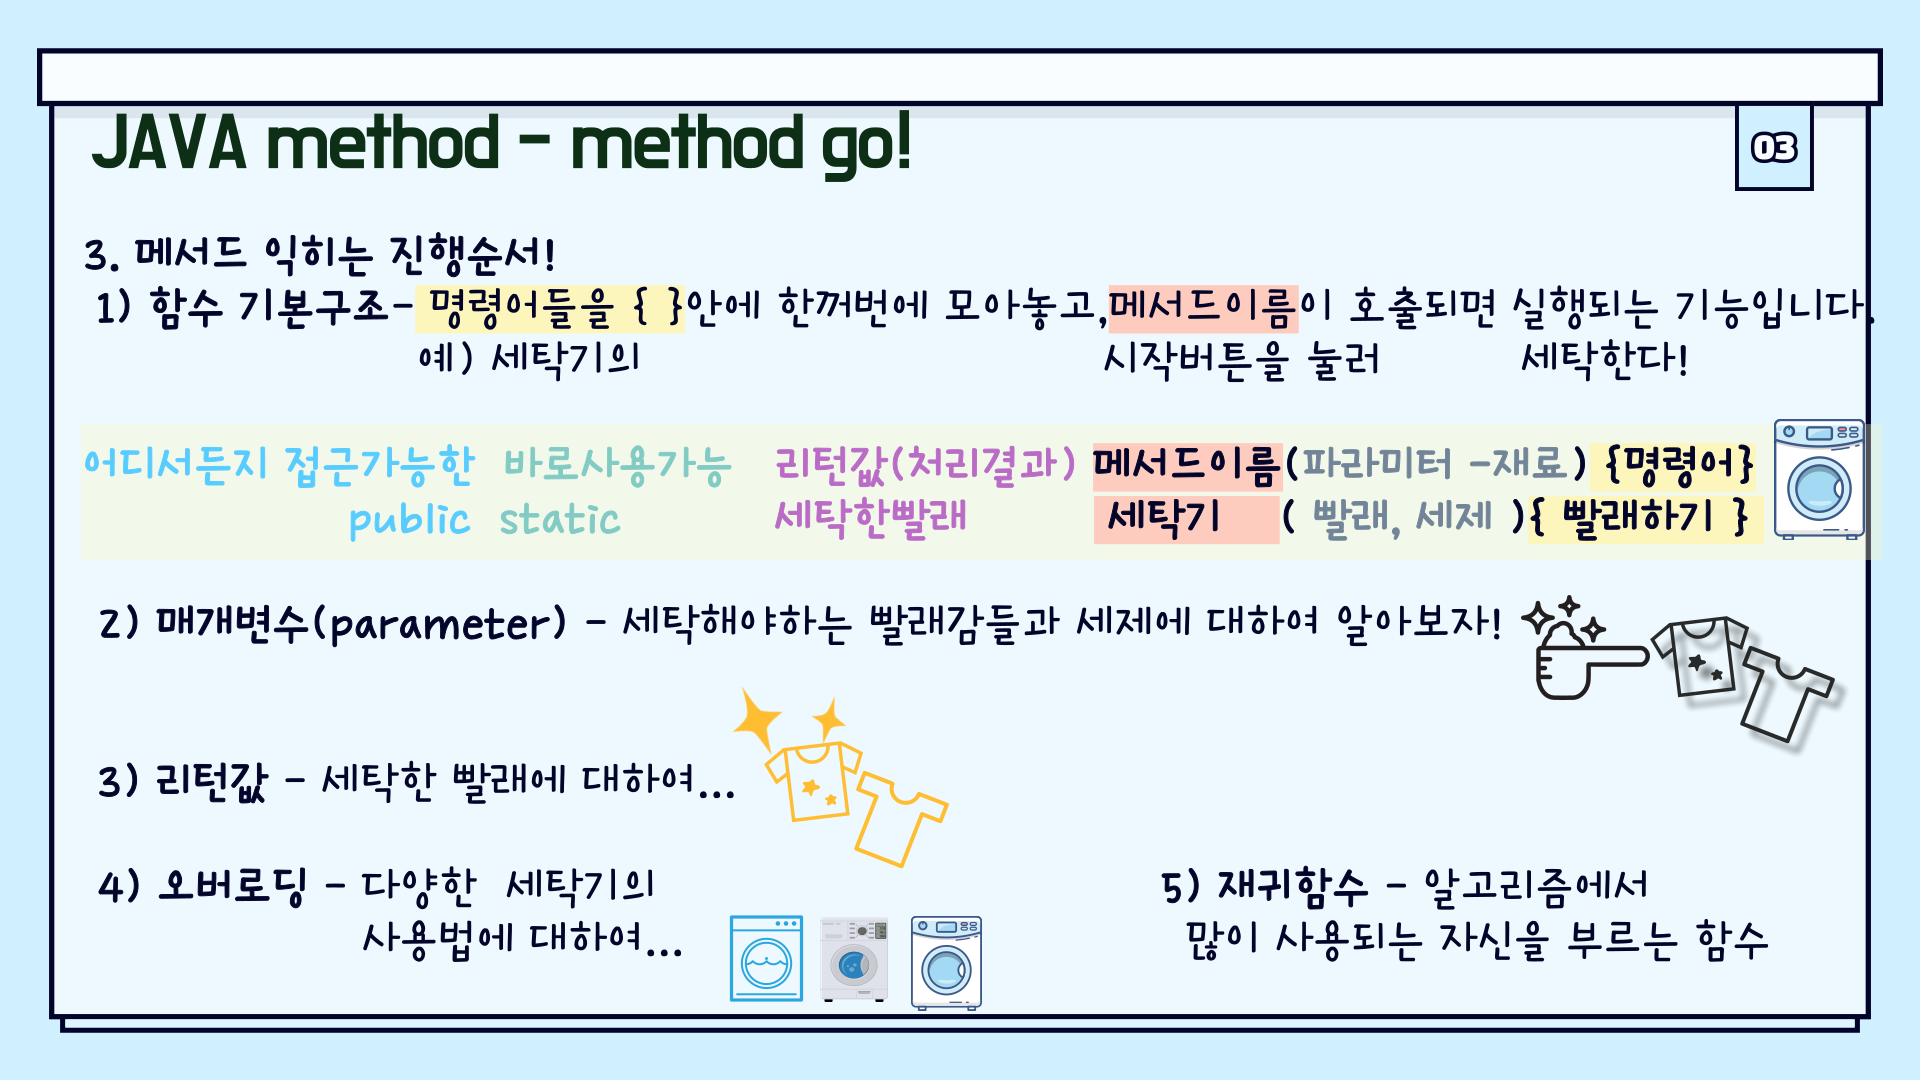 JAVA method - method go!
03
3. 메서드 익히는 진행순서!
1) 함수 기본구조- 명령어들을 { }안에 한꺼번에 모아놓고,메서드이름이 호출되면 실행되는 기능입니다.
예) 세탁기의 시작버튼을 눌러 세탁한다!
어디서든지 접근가능한 바로사용가능 리턴값(처리결과) 메서드이름(파라미터 -재료) {명령어}
public static 세탁한빨래 세탁기 ( 빨래, 세제 ){ 빨래하기 }
2) 매개변수(parameter) - 세탁해야하는 빨래감들과 세제에 대하여 알아보자!
3) 리턴값 - 세탁한 빨래에 대하여...
4) 오버로딩 - 다양한 세탁기의
사용법에 대하여...
5) 재귀함수 - 알고리즘에서
많이 사용되는 자신을 부르는 함수